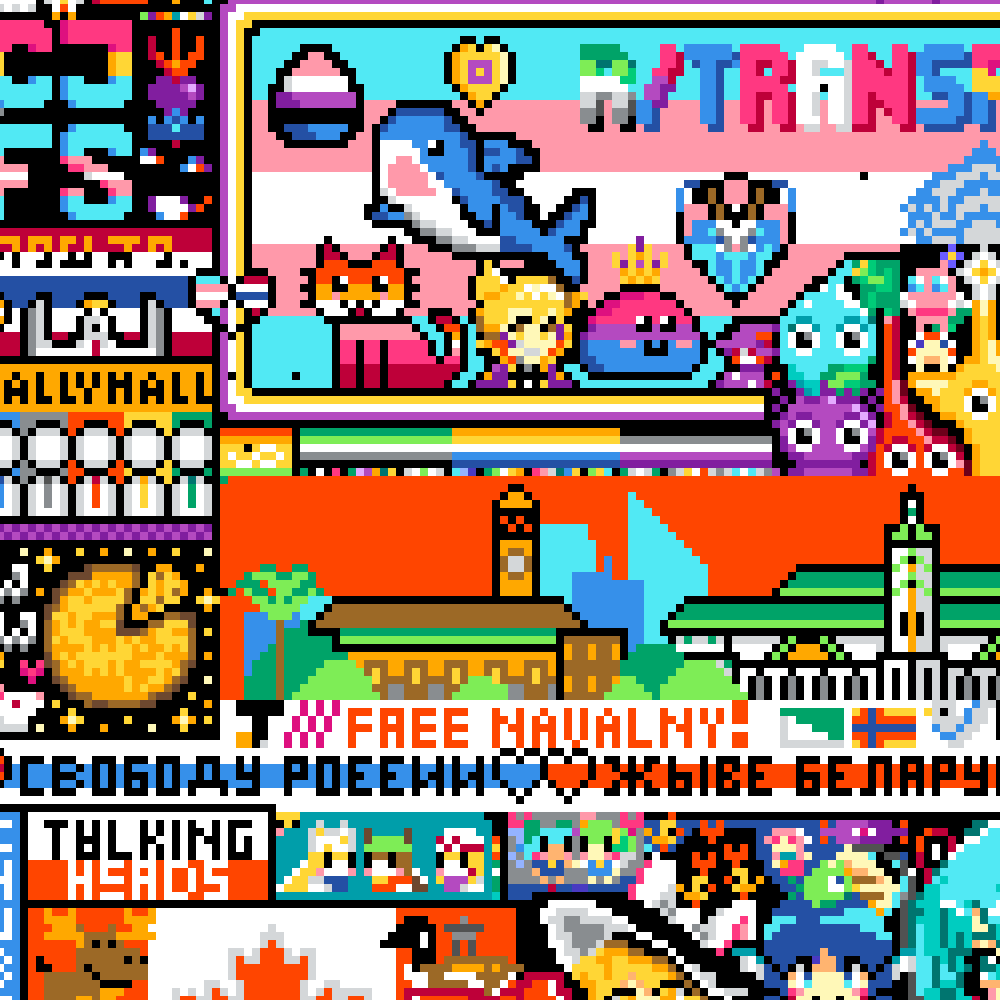 R/TRANS
ALLYHALL
FREE NAVALNY!
СВОБОДУ РОССИИ ЖЫВЕ БЕЛАРУ
TALKING
HEADS